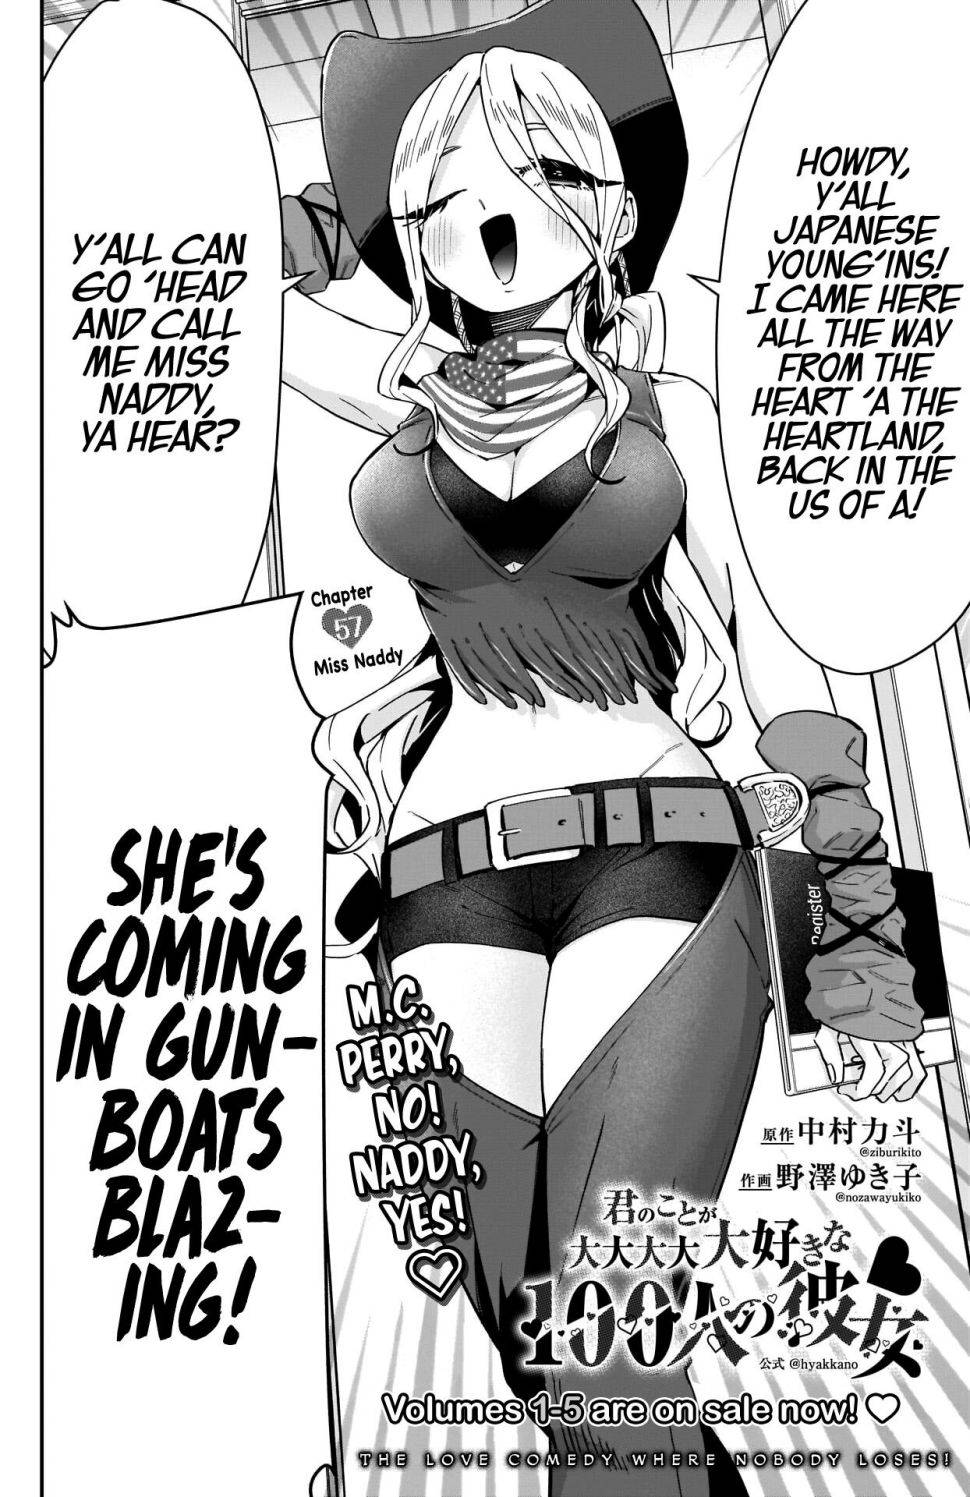 HOWDY,
Y'ALL
JAPANESE
YOUNG'INS!
I CAME HERE
ALL THE WAY
FROM THE
HEART 'A THE
HEARTLAND,
BACK IN THE
US OF A!
Y'ALL CAN
GO 'HEAD
AND CALL
ME MISS
NADDY,
YA HEAR?
Chapter
57
Miss Naddy
SHE'S
COMING
IN GUN-
BOATS
BLAZ-
ING!
M.C.
PERRY,
NO!
NADDY,
YES!
Register
原作 中村力斗
@ziburikito
作画 野澤ゆき子
@nozawayukiko
君のことが
大大大大大好きな
100人の彼女
公式 @hyakkano
Volumes 1-5 are on sale now!
THE LOVE COMEDY WHERE NOBODY LOSES!